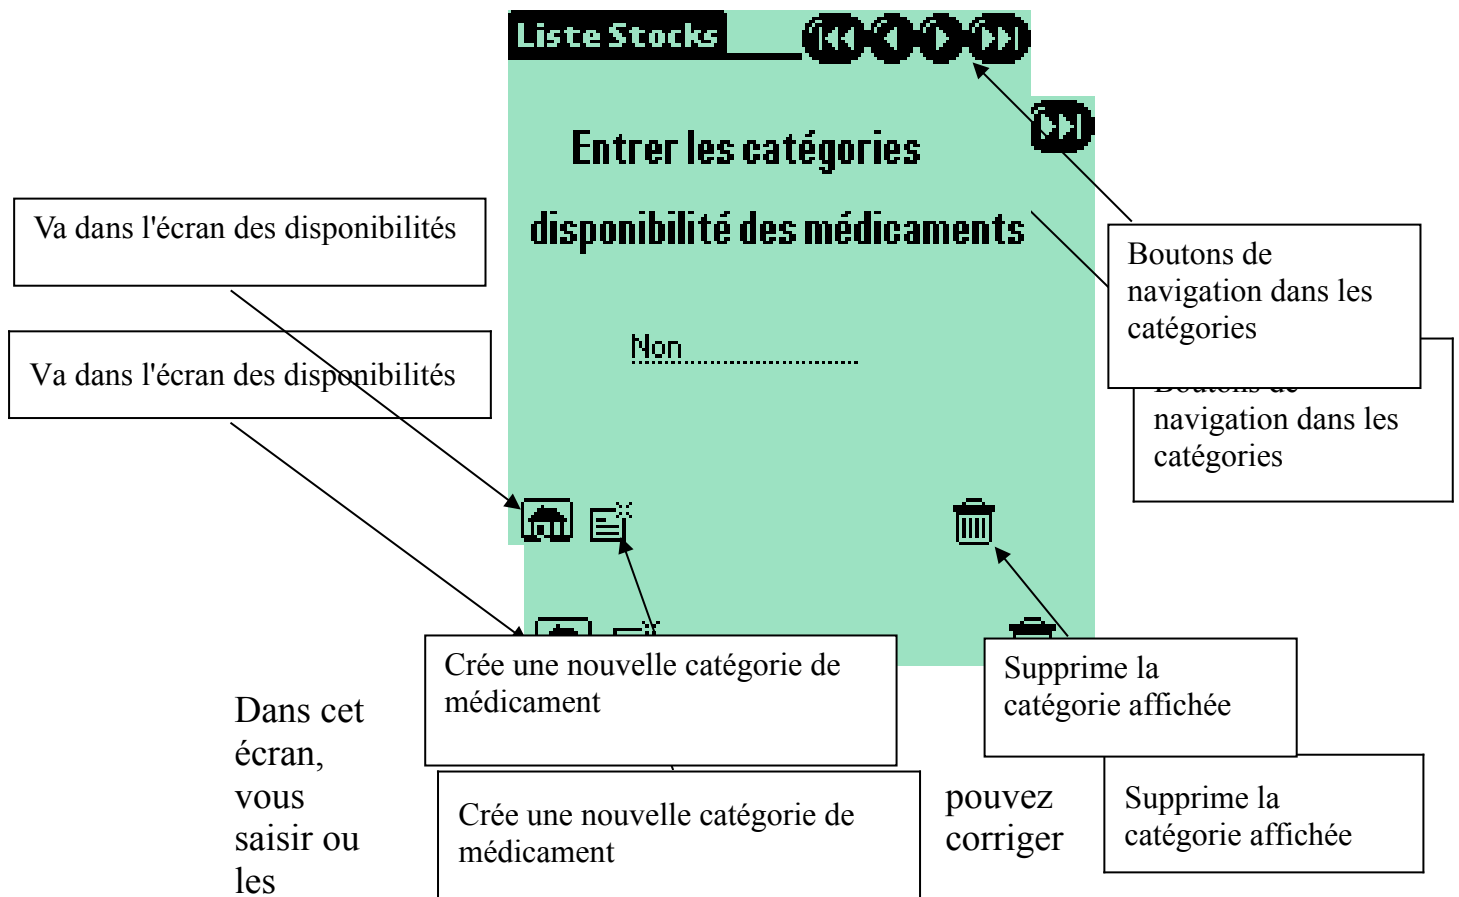 Liste Stocks
Entrer les catégories
disponibilité des médicaments
Non
Va dans l'écran des disponibilités
Va dans l'écran des disponibilités
Boutons de
navigation dans les
catégories
Boutons de
navigation dans les
catégories
Crée une nouvelle catégorie de
médicament
Supprime la
catégorie affichée
Crée une nouvelle catégorie de
médicament
Supprime la
catégorie affichée
Dans cet
écran,
vous pouvez
saisir ou corriger
les